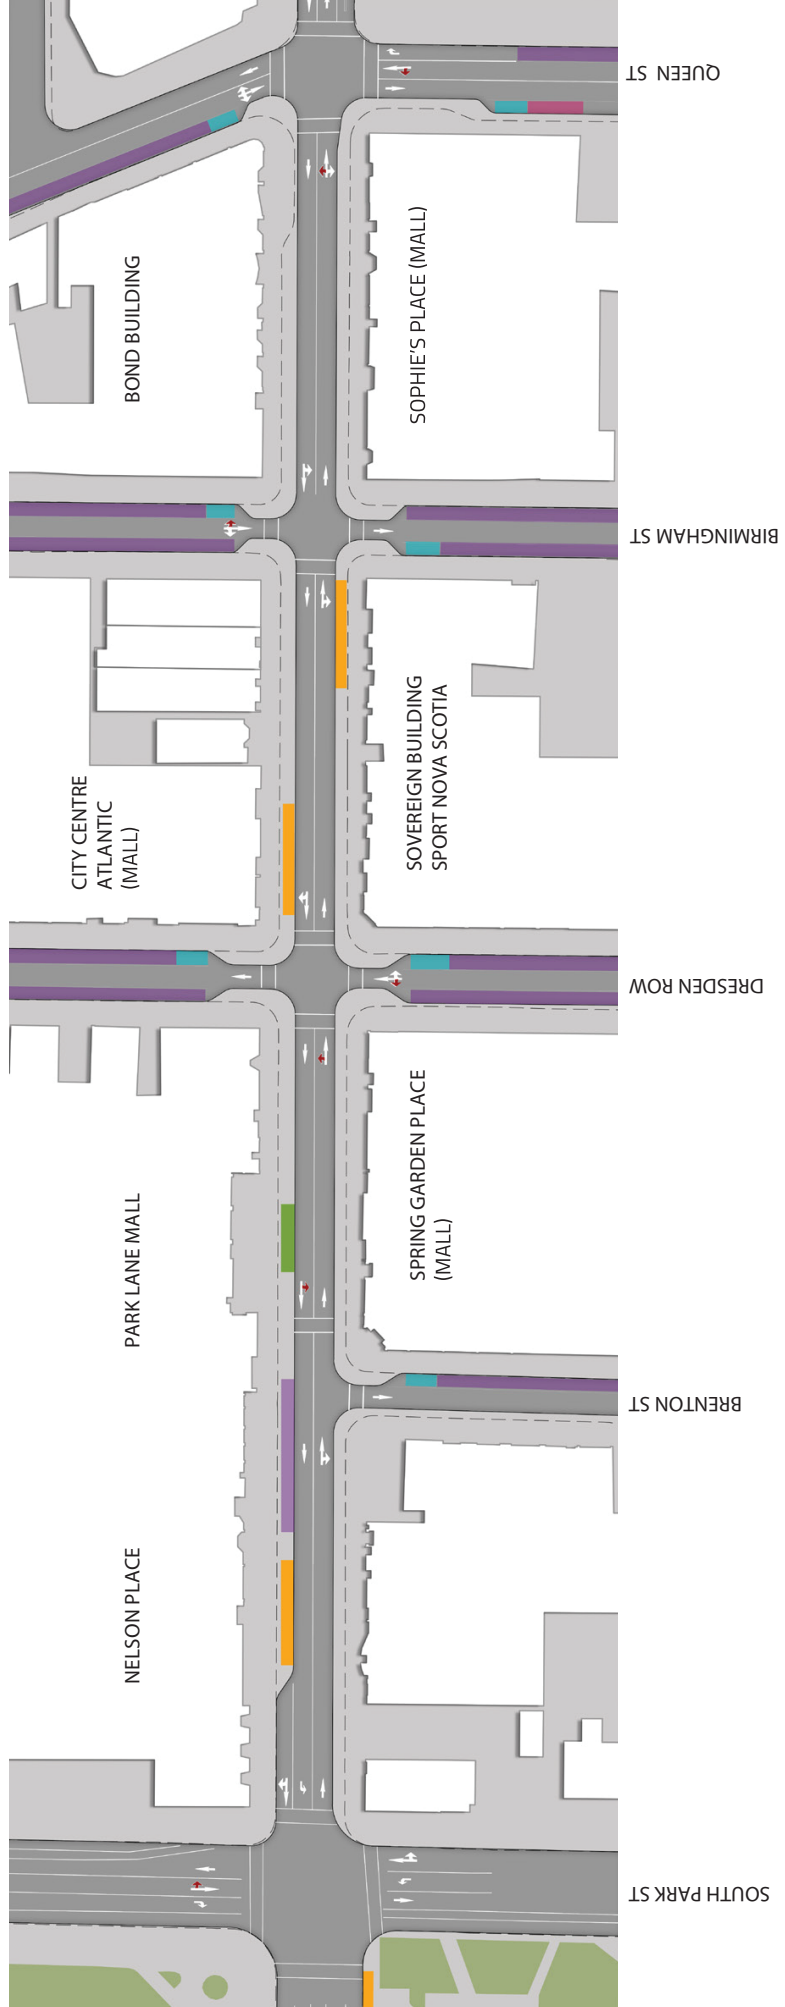 QUEEN ST
BOND BUILDING
SOPHIE'S PLACE (MALL)
BIRMINGHAM ST
CITY CENTRE
ATLANTIC
(MALL)
SOVEREIGN BUILDING
SPORT NOVA SCOTIA
DRESDEN ROW
PARK LANE MALL
SPRING GARDEN PLACE
(MALL)
BRENTON ST
NELSON PLACE
SOUTH PARK ST